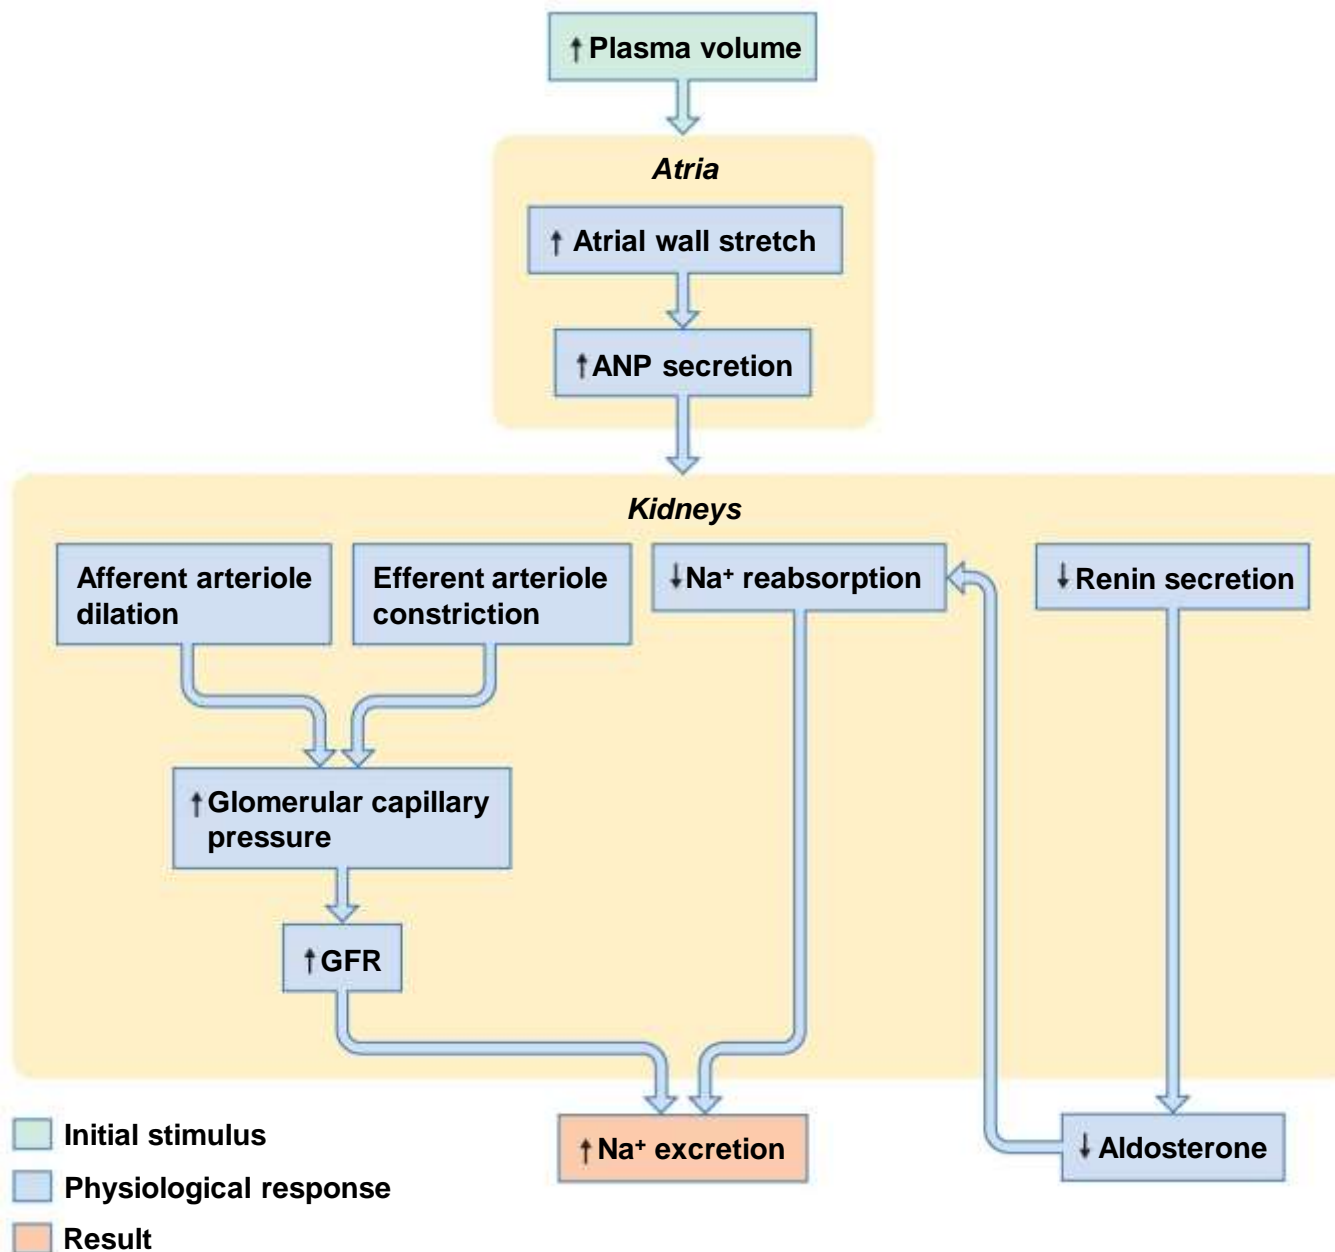 ↑ Plasma volume
Atria
↑ Atrial wall stretch
↑ ANP secretion
Kidneys
Afferent arteriole
dilation
Efferent arteriole
constriction
↓ Na⁺ reabsorption
↓ Renin secretion
↑ Glomerular capillary
pressure
↑ GFR
↑ Na⁺ excretion
↓ Aldosterone
Initial stimulus
Physiological response
Result